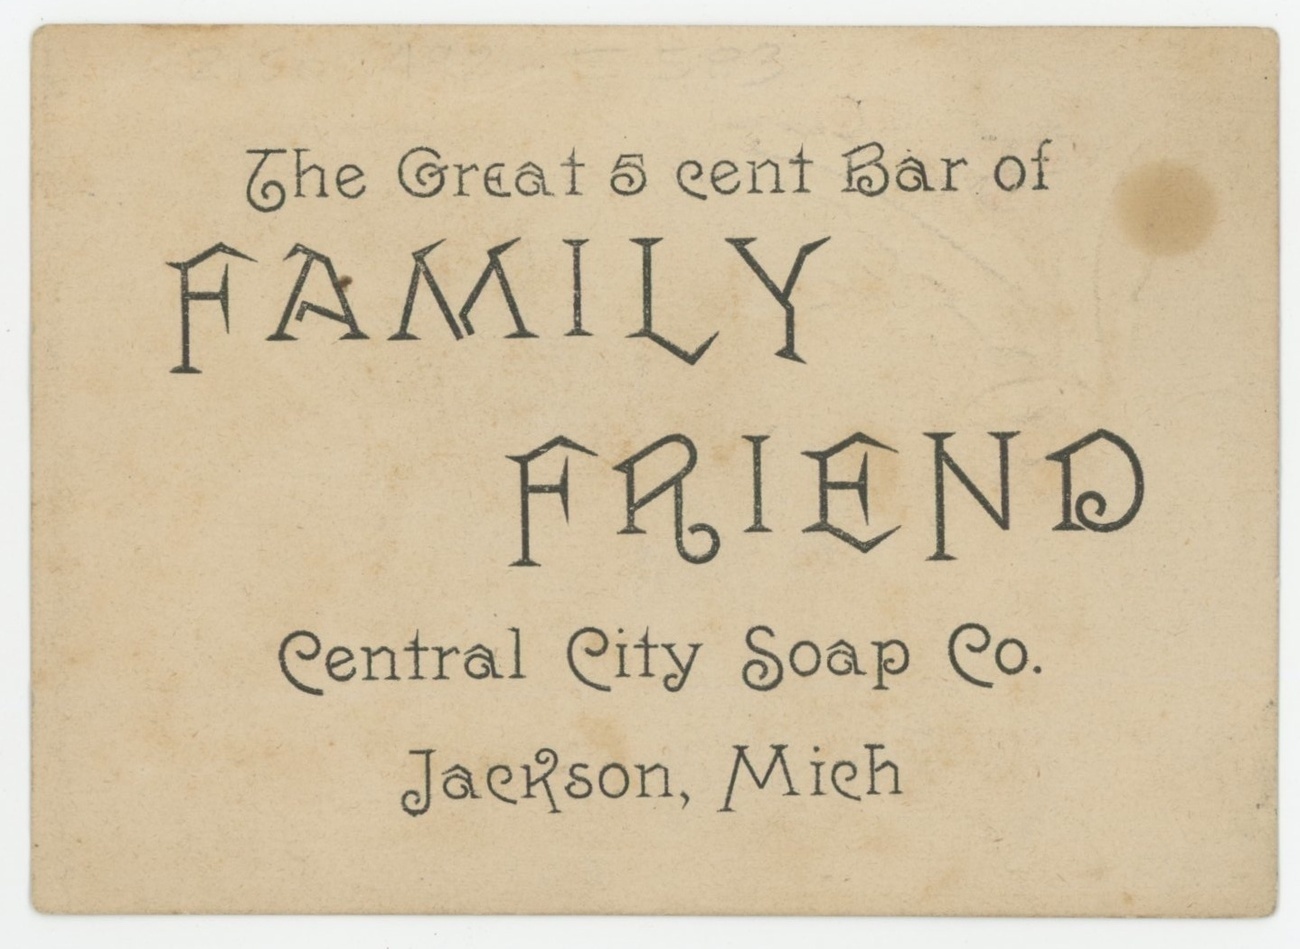 The Great 5 cent Bar of
FAMILY
FRIEND
Central City Soap Co.
Jackson, Mich